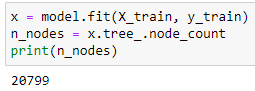 x = model.fit(X_train, y_train)
n_nodes = x.tree_.node_count
print(n_nodes)
20799